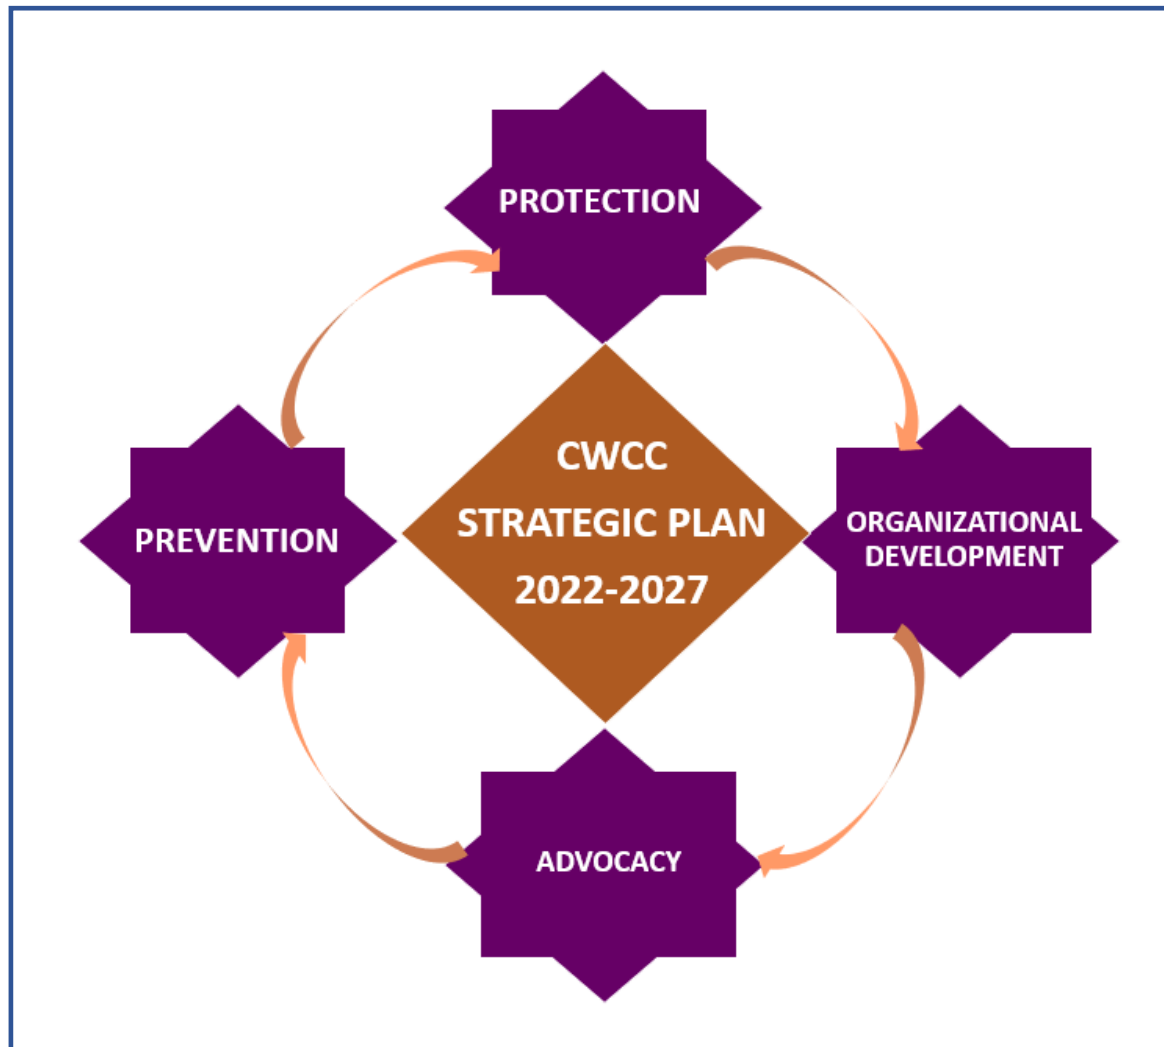 PROTECTION
CWCC
STRATEGIC PLAN
2022-2027
PREVENTION
ORGANIZATIONAL
DEVELOPMENT
ADVOCACY